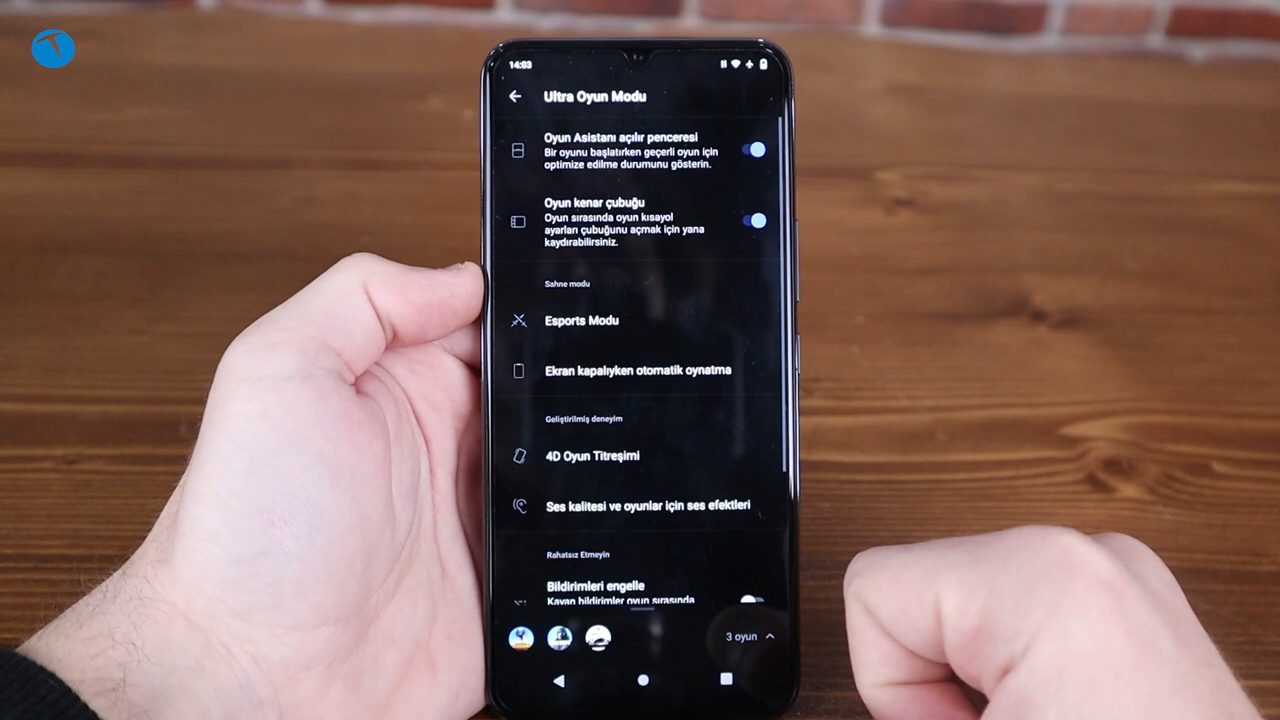 T
14:03
Ultra Oyun Modu
Oyun Asistanı açılır penceresi
Bir oyunu başlatırken geçerli oyun için
optimize edilme durumunu gösterin.
Oyun kenar çubuğu
Oyun sırasında oyun kısayol
ayarları çubuğunu açmak için yana
kaydırabilirsiniz.
Sahne modu
Esports Modu
Ekran kapalıyken otomatik oynatma
Geliştirilmiş deneyim
4D Oyun Titreşimi
Ses kalitesi ve oyunlar için ses efektleri
Rahatsız Etmeyin
Bildirimleri engelle
Kayan bildirimler oyun sırasında
3 oyun